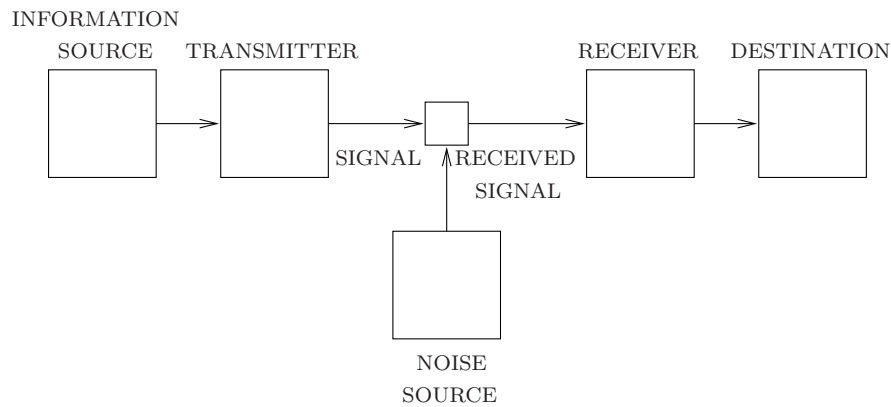 INFORMATION
SOURCE
TRANSMITTER
RECEIVER
DESTINATION
SIGNAL
RECEIVED
SIGNAL
NOISE
SOURCE